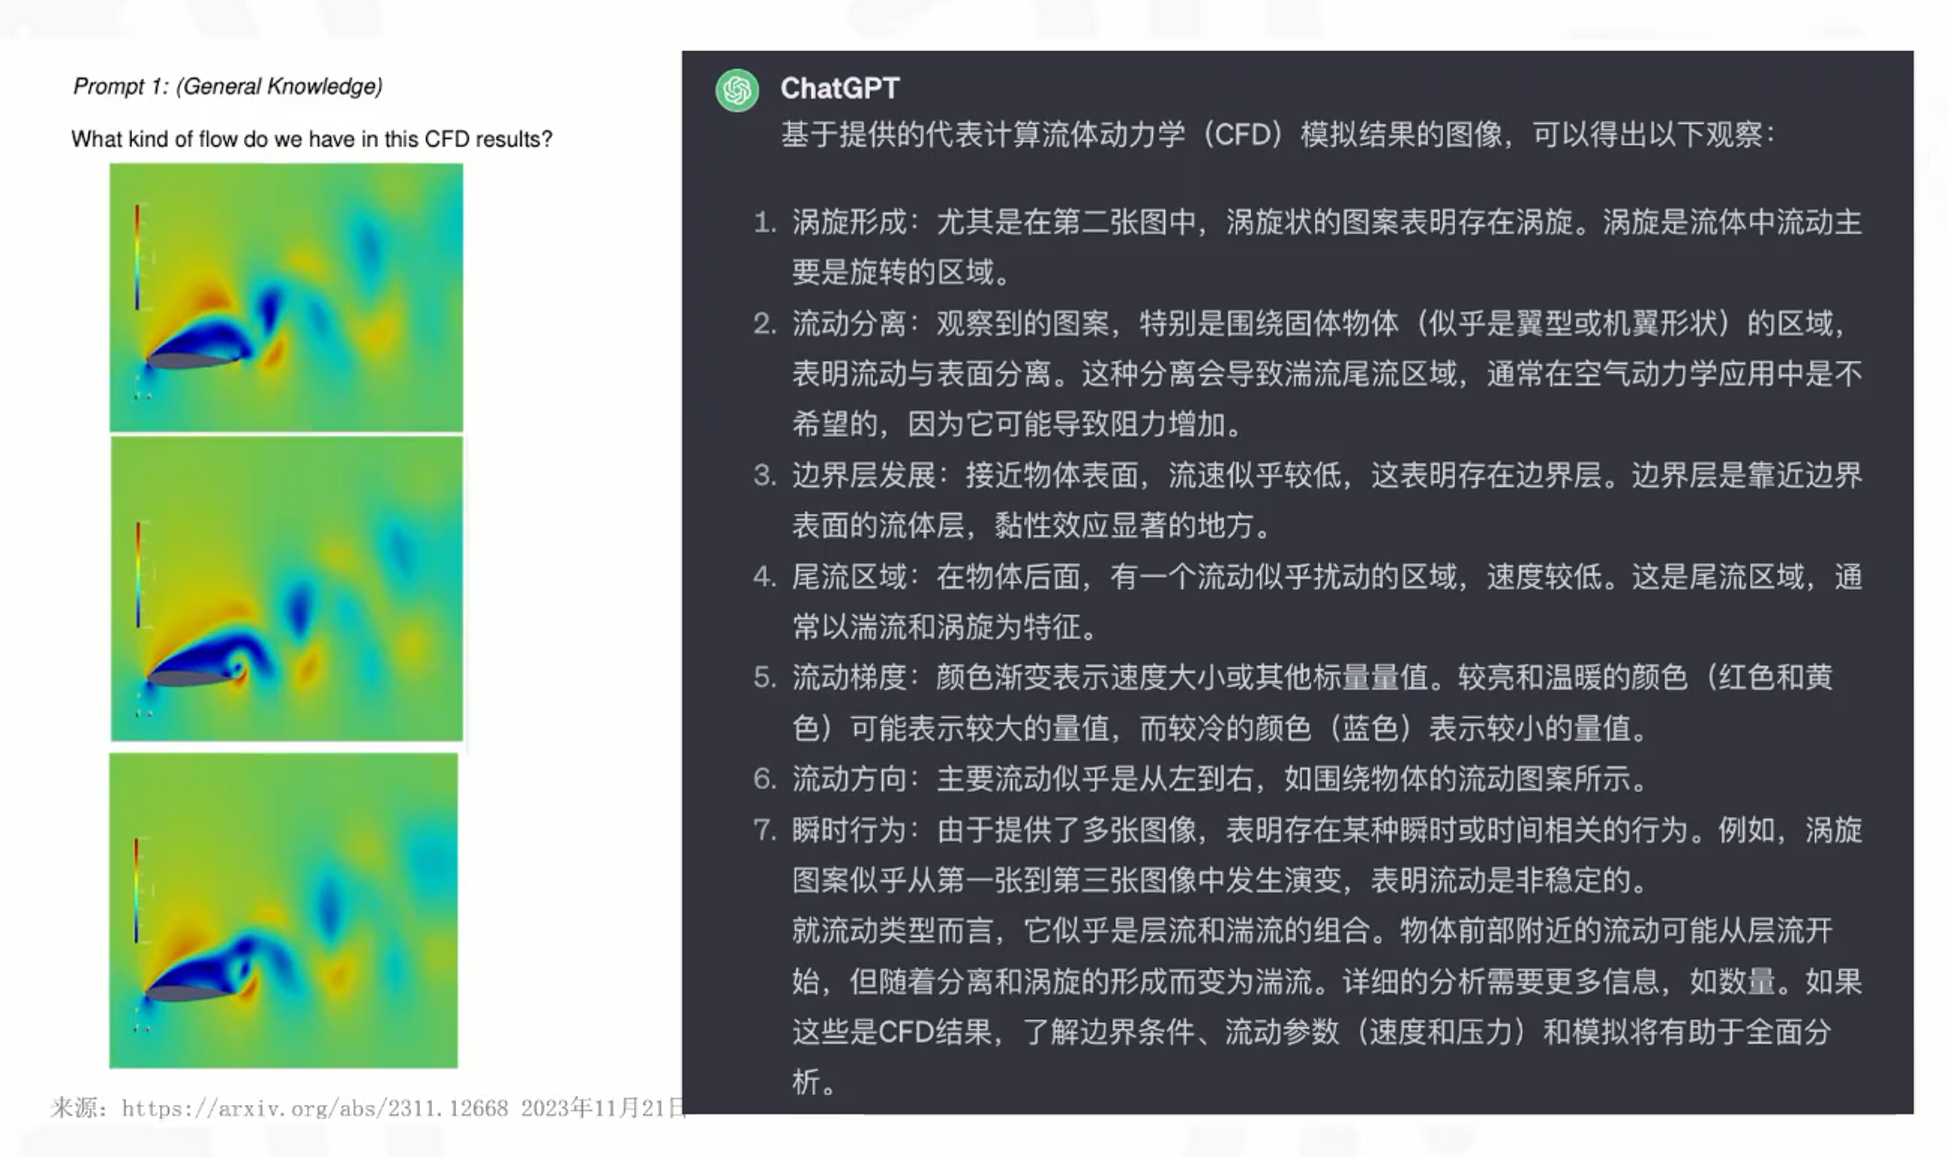 Prompt 1: (General Knowledge)
What kind of flow do we have in this CFD results?
来源：https://arxiv.org/abs/2311.12668 2023年11月21日
ChatGPT
基于提供的代表计算流体动力学（CFD）模拟结果的图像，可以得出以下观察：
1. 涡旋形成：尤其是在第二张图中，涡旋状的图案表明存在涡旋。涡旋是流体中流动主
要是旋转的区域。
2. 流动分离：观察到的图案，特别是围绕固体物体（似乎是翼型或机翼形状）的区域，
表明流动与表面分离。这种分离会导致湍流尾流区域，通常在空气动力学应用中是不
希望的，因为它可能导致阻力增加。
3. 边界层发展：接近物体表面，流速似乎较低，这表明存在边界层。边界层是靠近边界
表面的流体层，黏性效应显著的地方。
4. 尾流区域：在物体后面，有一个流动似乎扰动的区域，速度较低。这是尾流区域，通
常以湍流和涡旋为特征。
5. 流动梯度：颜色渐变表示速度大小或其他标量量值。较亮和温暖的颜色（红色和黄
色）可能表示较大的量值，而较冷的颜色（蓝色）表示较小的量值。
6. 流动方向：主要流动似乎是从左到右，如围绕物体的流动图案所示。
7. 瞬时行为：由于提供了多张图像，表明存在某种瞬时或时间相关的行为。例如，涡旋
图案似乎从第一张到第三张图像中发生演变，表明流动是非稳定的。
就流动类型而言，它似乎是层流和湍流的组合。物体前部附近的流动可能从层流开
始，但随着分离和涡旋的形成而变为湍流。详细的分析需要更多信息，如数量。如果
这些是CFD结果，了解边界条件、流动参数（速度和压力）和模拟将有助于全面分
析。